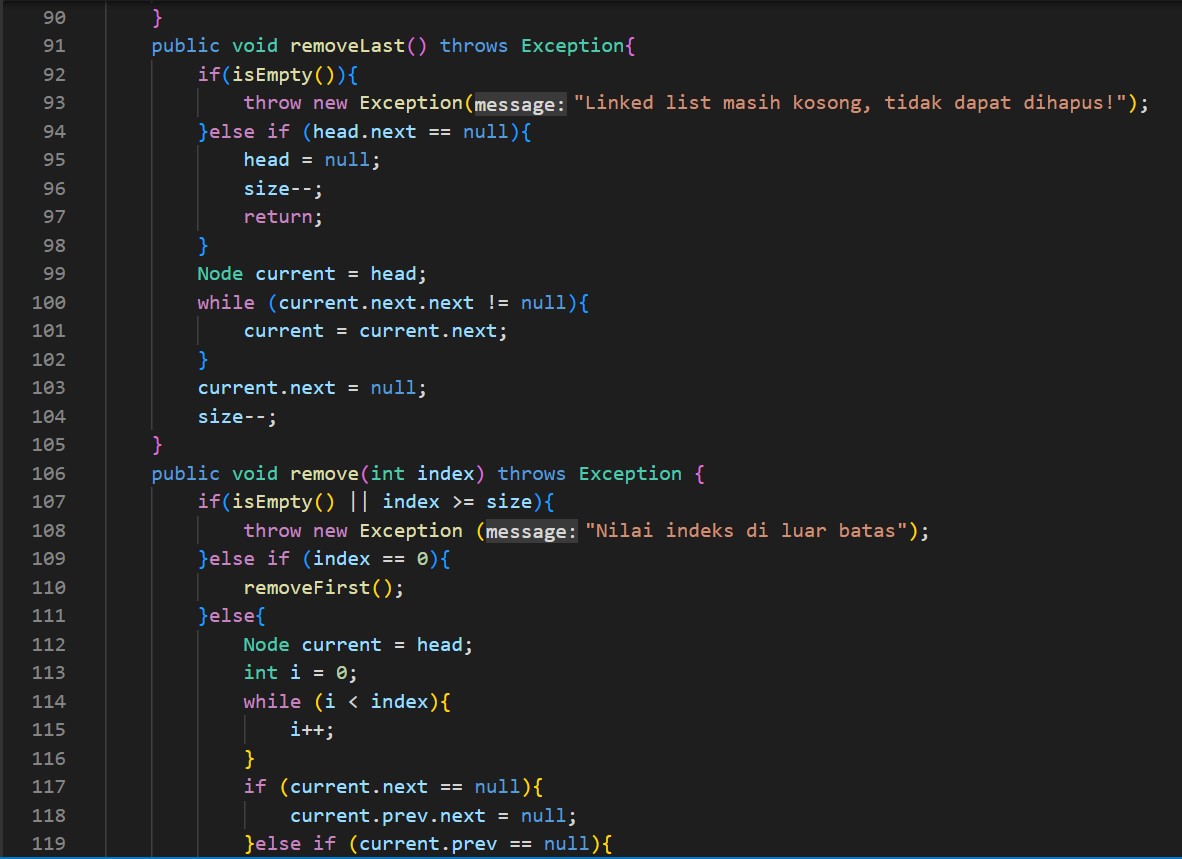 90 }
91 public void removeLast() throws Exception{
92 if(isEmpty()){
93 throw new Exception(message: "Linked list masih kosong, tidak dapat dihapus!");
94 }else if (head.next == null){
95 head = null;
96 size--;
97 return;
98 }
99 Node current = head;
100 while (current.next.next != null){
101 current = current.next;
102 }
103 current.next = null;
104 size--;
105 }
106 public void remove(int index) throws Exception {
107 if(isEmpty() || index >= size){
108 throw new Exception (message: "Nilai indeks di luar batas");
109 }else if (index == 0){
110 removeFirst();
111 }else{
112 Node current = head;
113 int i = 0;
114 while (i < index){
115 i++;
116 }
117 if (current.next == null){
118 current.prev.next = null;
119 }else if (current.prev == null){